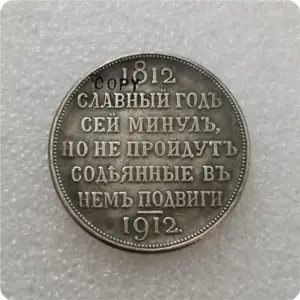 1812
COPY
СЛАВНЫЙ ГОДЪ
СЕЙ МИНУЛЪ,
НО НЕ ПРОЙДУТЪ
СОДѢЯННЫЕ ВЪ
НЕМЪ ПОДВИГИ
1912.